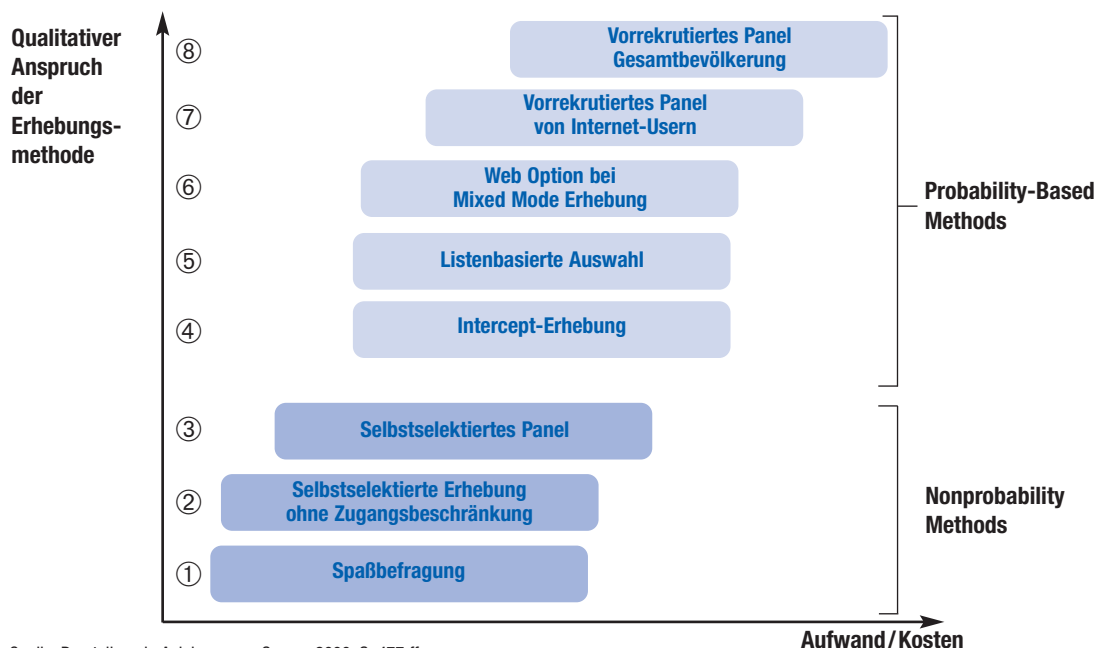 Qualitativer
Anspruch
der
Erhebungs-
methode
⑧
Vorrekrutiertes Panel
Gesamtbevölkerung
⑦
Vorrekrutiertes Panel
von Internet-Usern
⑥
Web Option bei
Mixed Mode Erhebung
⑤
Listenbasierte Auswahl
④
Intercept-Erhebung
Probability-Based
Methods
③
Selbstselektiertes Panel
②
Selbstselektierte Erhebung
ohne Zugangsbeschränkung
①
Spaßbefragung
Nonprobability
Methods
Aufwand/Kosten